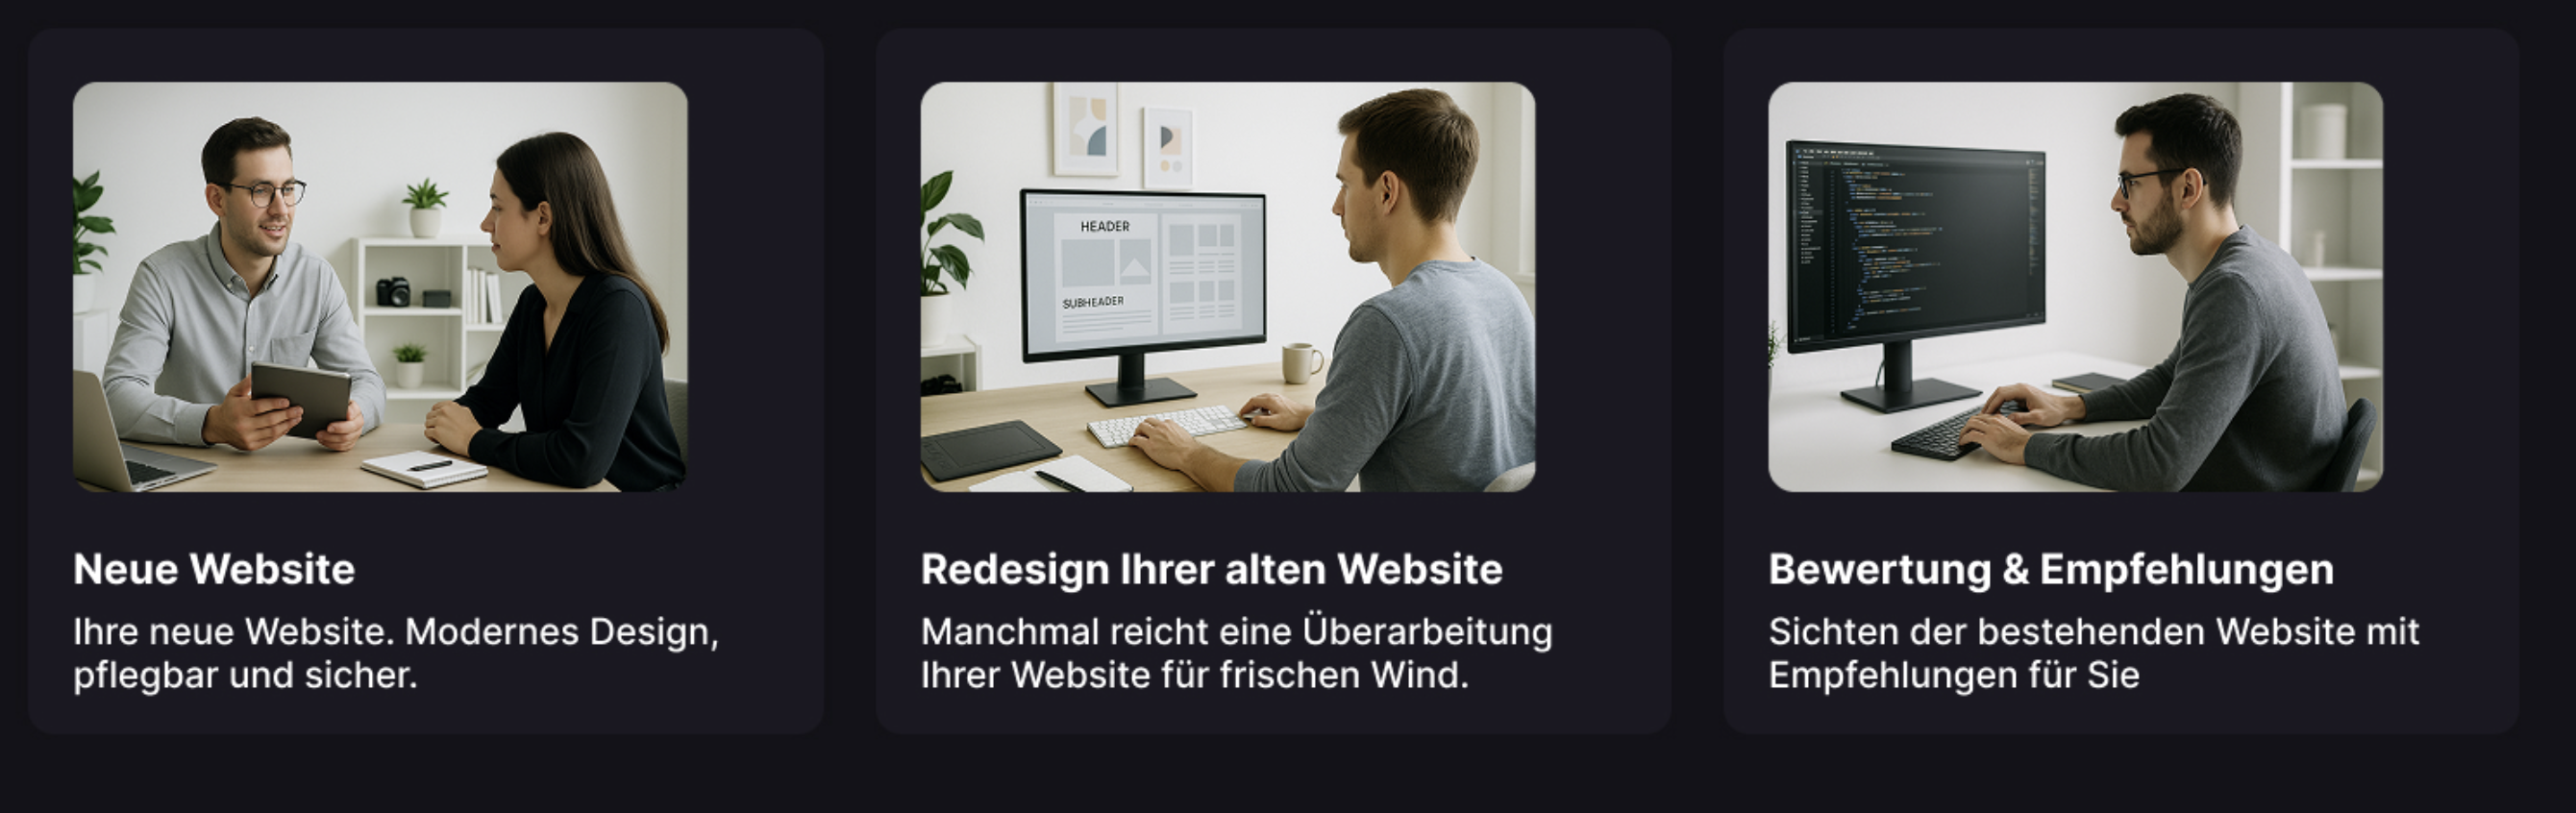 HEADER
SUBHEADER
Neue Website
Ihre neue Website. Modernes Design,
pflegbar und sicher.
Redesign Ihrer alten Website
Manchmal reicht eine Überarbeitung
Ihrer Website für frischen Wind.
Bewertung & Empfehlungen
Sichten der bestehenden Website mit
Empfehlungen für Sie